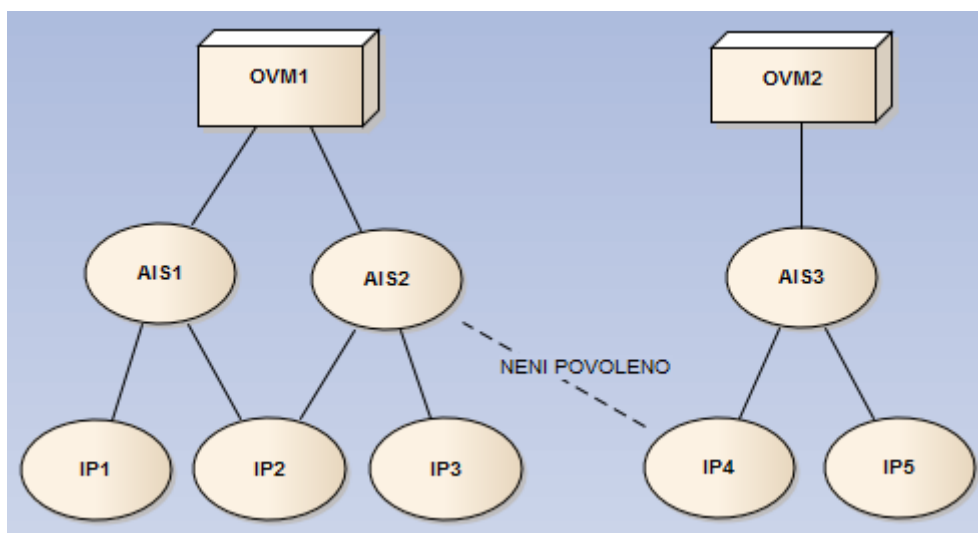 OVM1
OVM2
AIS1
AIS2
AIS3
NENI POVOLENO
IP1
IP2
IP3
IP4
IP5